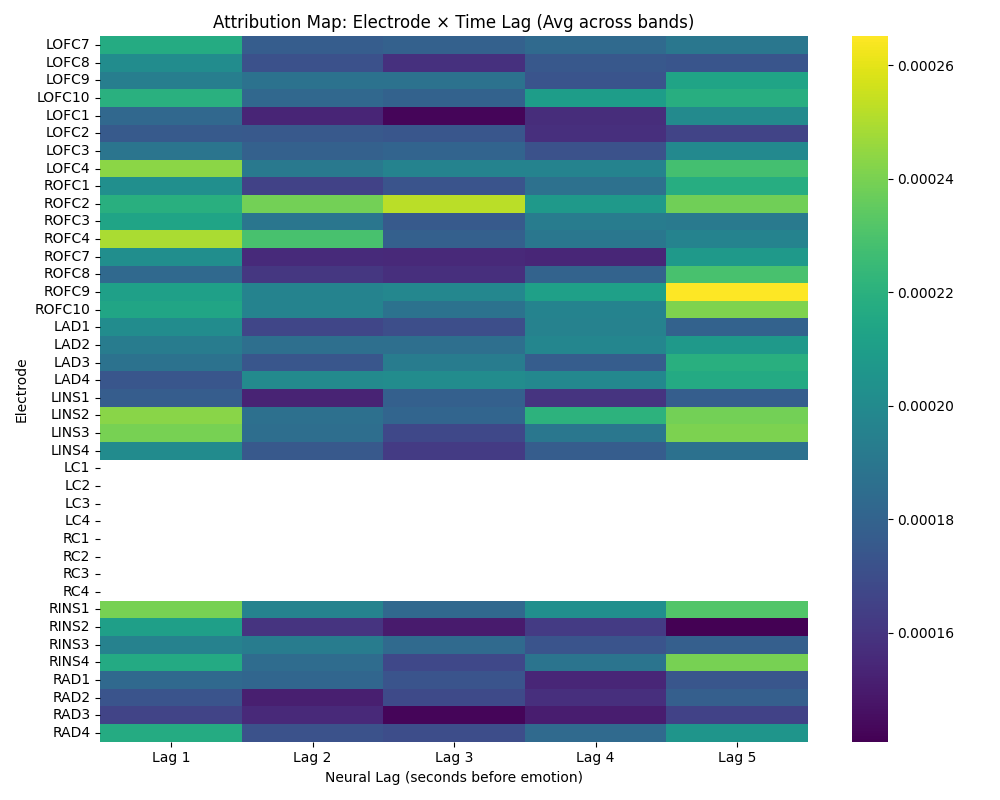 Attribution Map: Electrode × Time Lag (Avg across bands)
Electrode
LOFC7
LOFC8
LOFC9
LOFC10
LOFC1
LOFC2
LOFC3
LOFC4
ROFC1
ROFC2
ROFC3
ROFC4
ROFC7
ROFC8
ROFC9
ROFC10
LAD1
LAD2
LAD3
LAD4
LINS1
LINS2
LINS3
LINS4
LC1
LC2
LC3
LC4
RC1
RC2
RC3
RC4
RINS1
RINS2
RINS3
RINS4
RAD1
RAD2
RAD3
RAD4
Lag 1 Lag 2 Lag 3 Lag 4 Lag 5
Neural Lag (seconds before emotion)
0.00026
0.00024
0.00022
0.00020
0.00018
0.00016